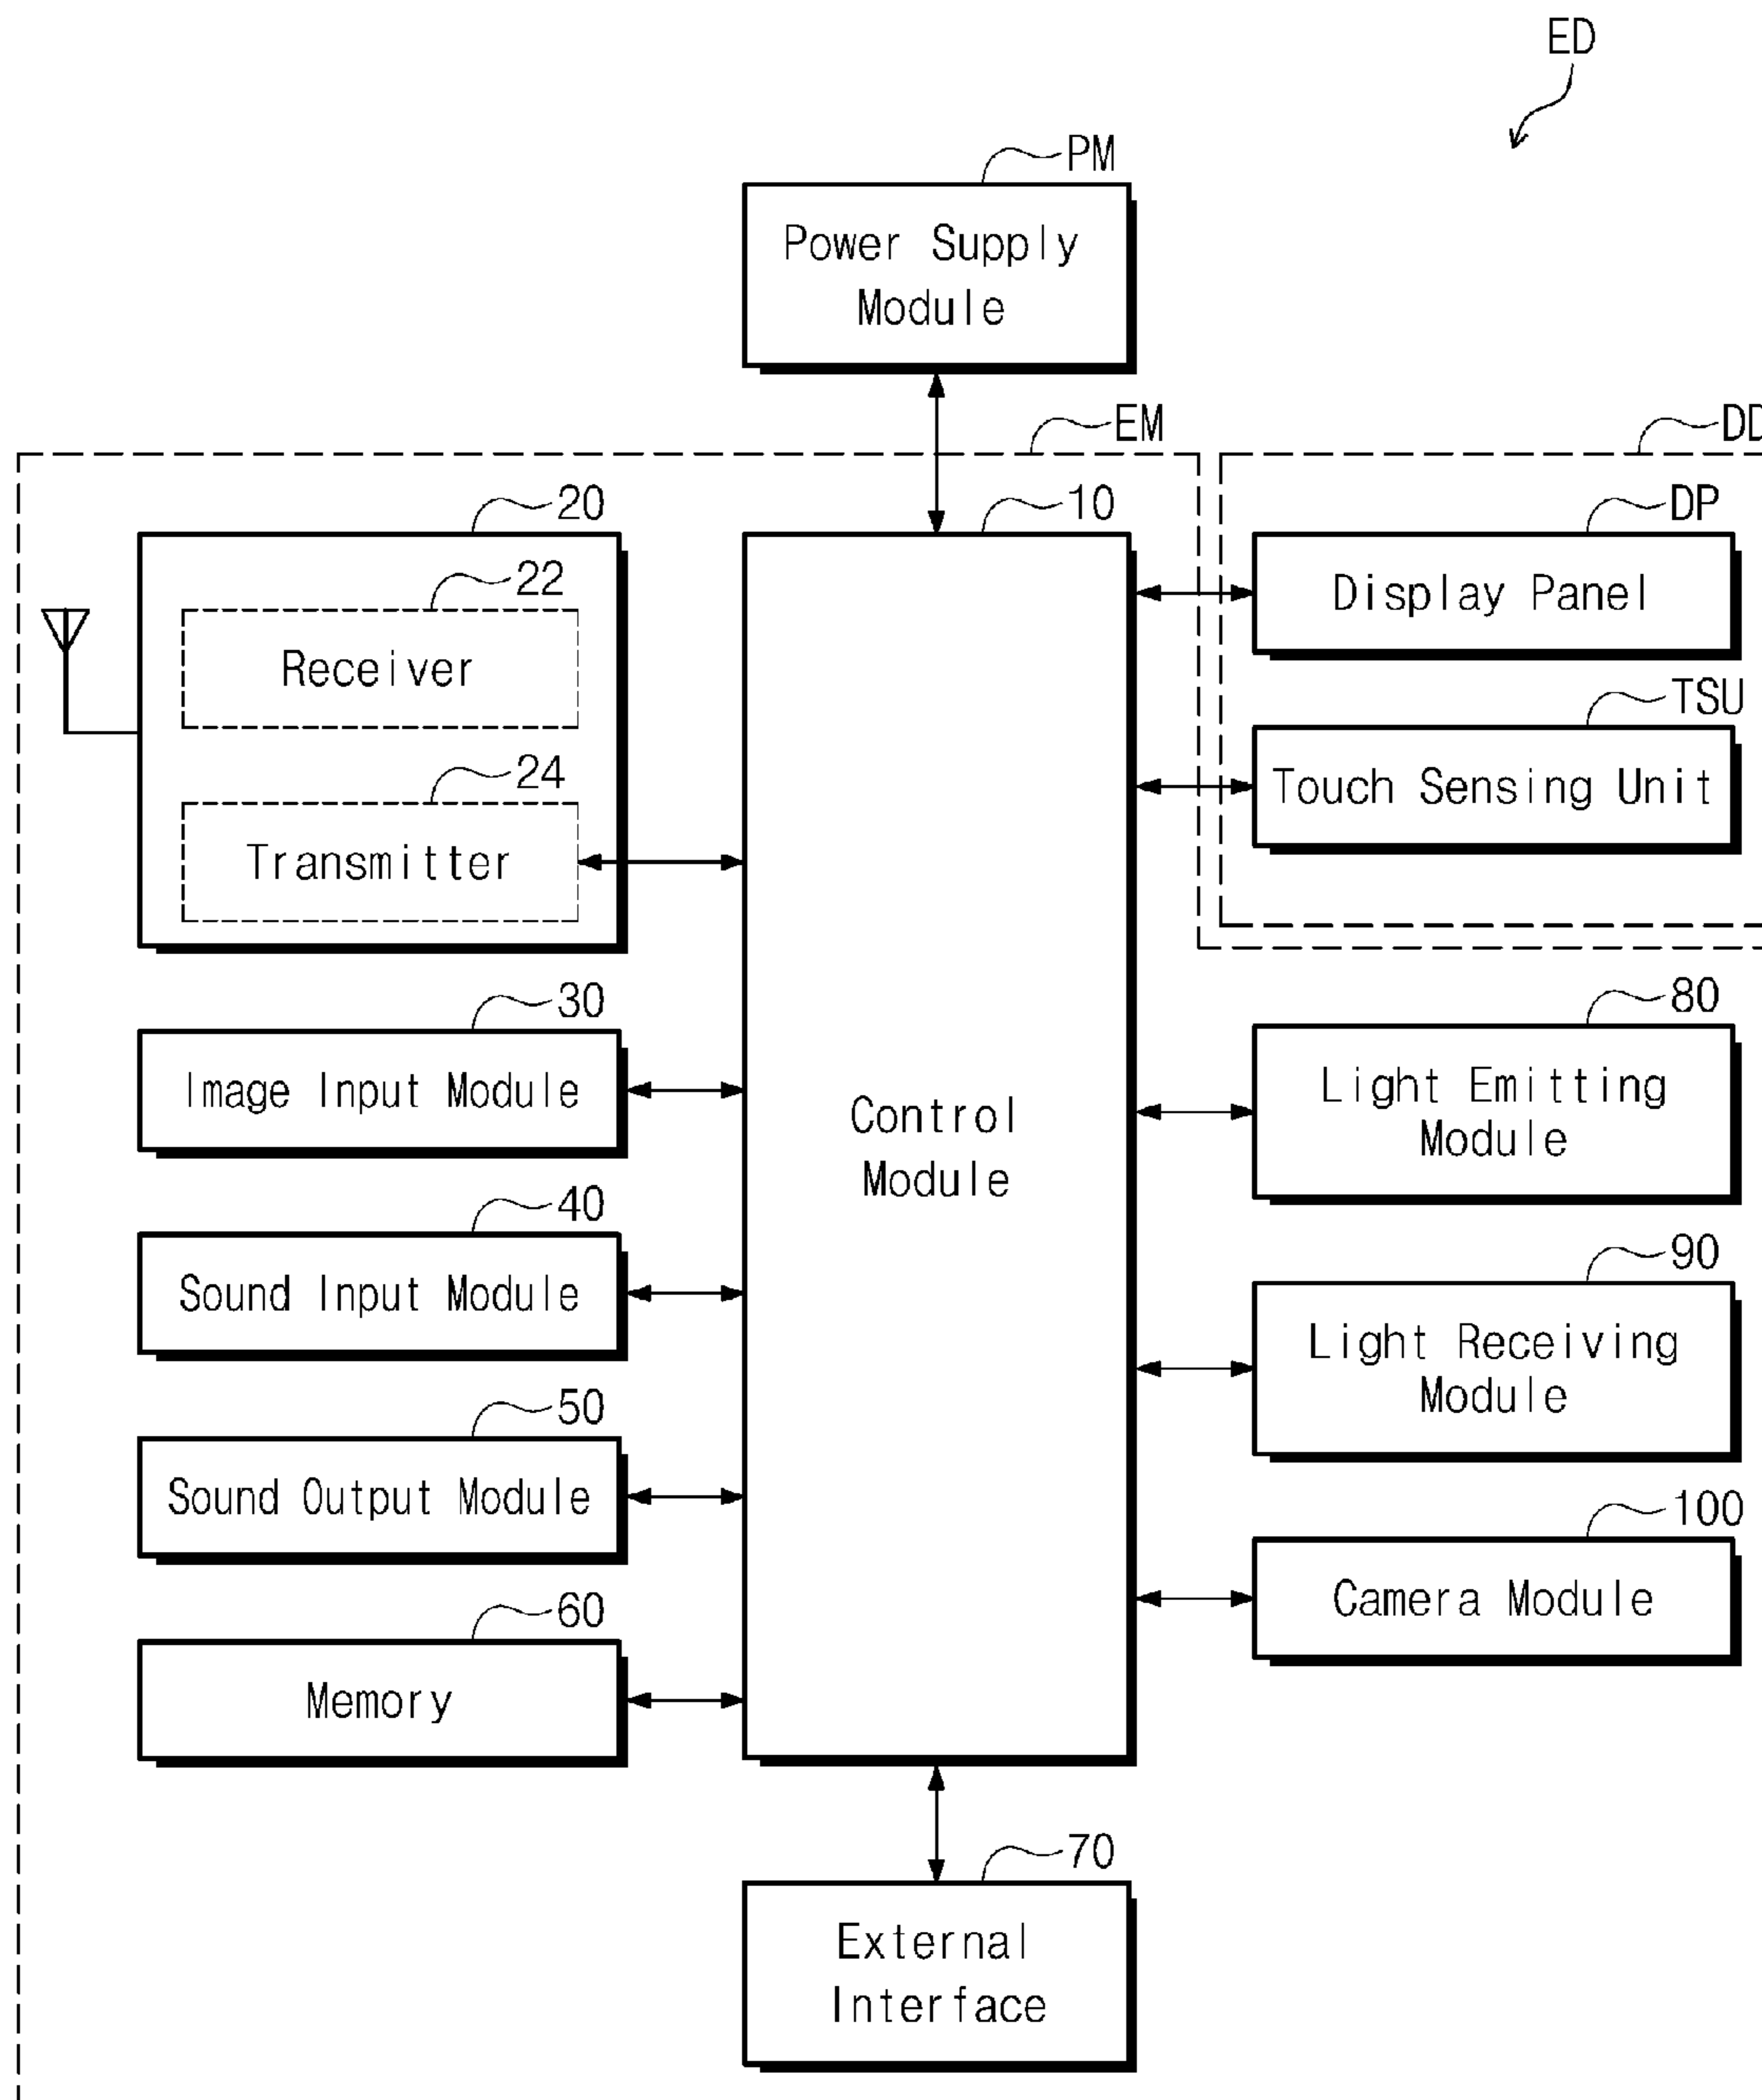 ED
PM
Power Supply
Module
EM
DD
20
10
DP
22
Display Panel
Receiver
TSU
24
Touch Sensing Unit
Transmitter
30
80
Image Input Module
Light Emitting
Module
Control
Module
40
90
Sound Input Module
Light Receiving
Module
50
100
Sound Output Module
Camera Module
60
Memory
70
External
Interface